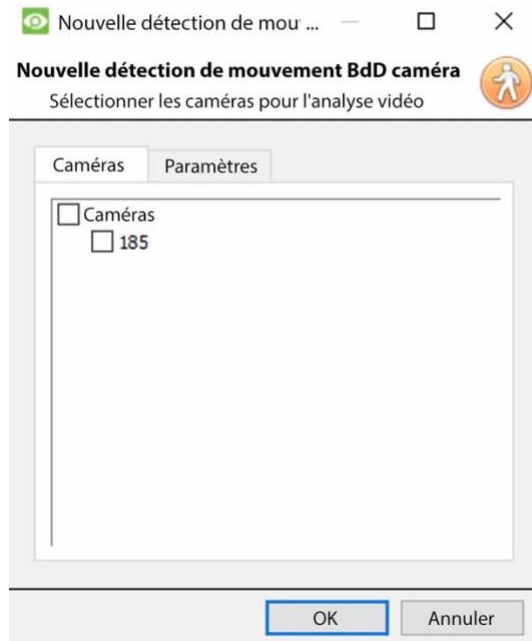 Nouvelle détection de mou ...
Nouvelle détection de mouvement BdD caméra
Sélectionner les caméras pour l'analyse vidéo
Caméras Paramètres
Caméras
185
OK Annuler